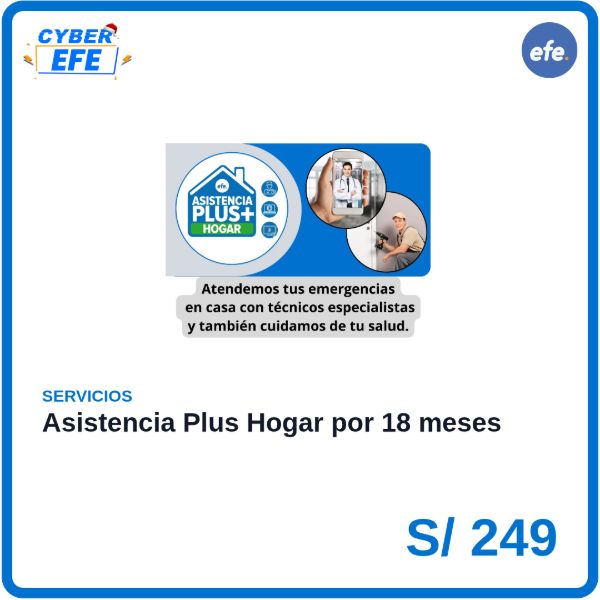 CYBER
EFE
efe.
efe
ASISTENCIA
PLUS+
HOGAR
Atendemos tus emergencias
en casa con técnicos especialistas
y también cuidamos de tu salud.
SERVICIOS
Asistencia Plus Hogar por 18 meses
S/ 249